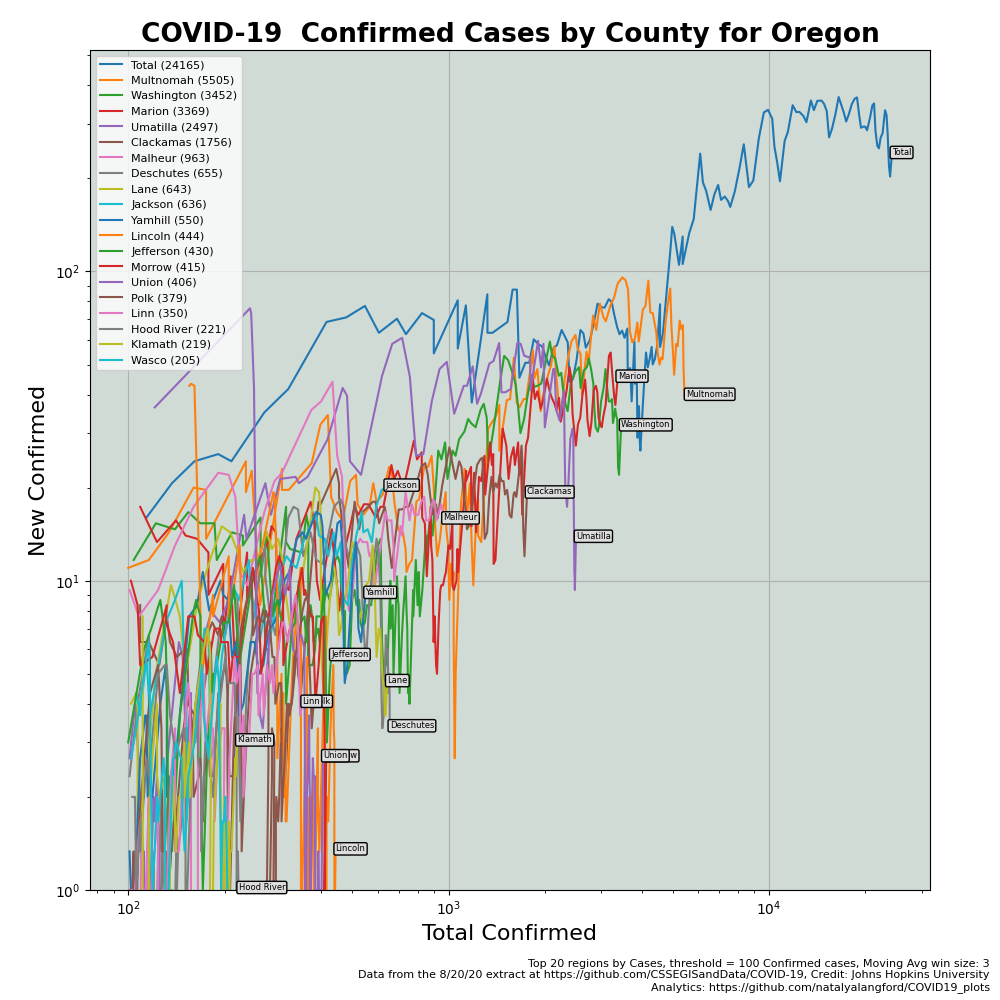 COVID-19  Confirmed Cases by County for Oregon
Total (24165)
Multnomah (5505)
Washington (3452)
Marion (3369)
Umatilla (2497)
Clackamas (1756)
Malheur (963)
Deschutes (655)
Lane (643)
Jackson (636)
Yamhill (550)
Lincoln (444)
Jefferson (430)
Morrow (415)
Union (406)
Polk (379)
Linn (350)
Hood River (221)
Klamath (219)
Wasco (205)
Total
Marion
Multnomah
Washington
Jackson
Clackamas
Malheur
Umatilla
Yamhill
Jefferson
Lane
Linn
Deschutes
Klamath
Union
Lincoln
Hood River
New Confirmed
10²
10¹
10⁰
10² 10³ 10⁴
Total Confirmed
Top 20 regions by Cases, threshold = 100 Confirmed cases, Moving Avg win size: 3
Data from the 8/20/20 extract at https://github.com/CSSEGISandData/COVID-19, Credit: Johns Hopkins University
Analytics: https://github.com/natalyalangford/COVID19_plots